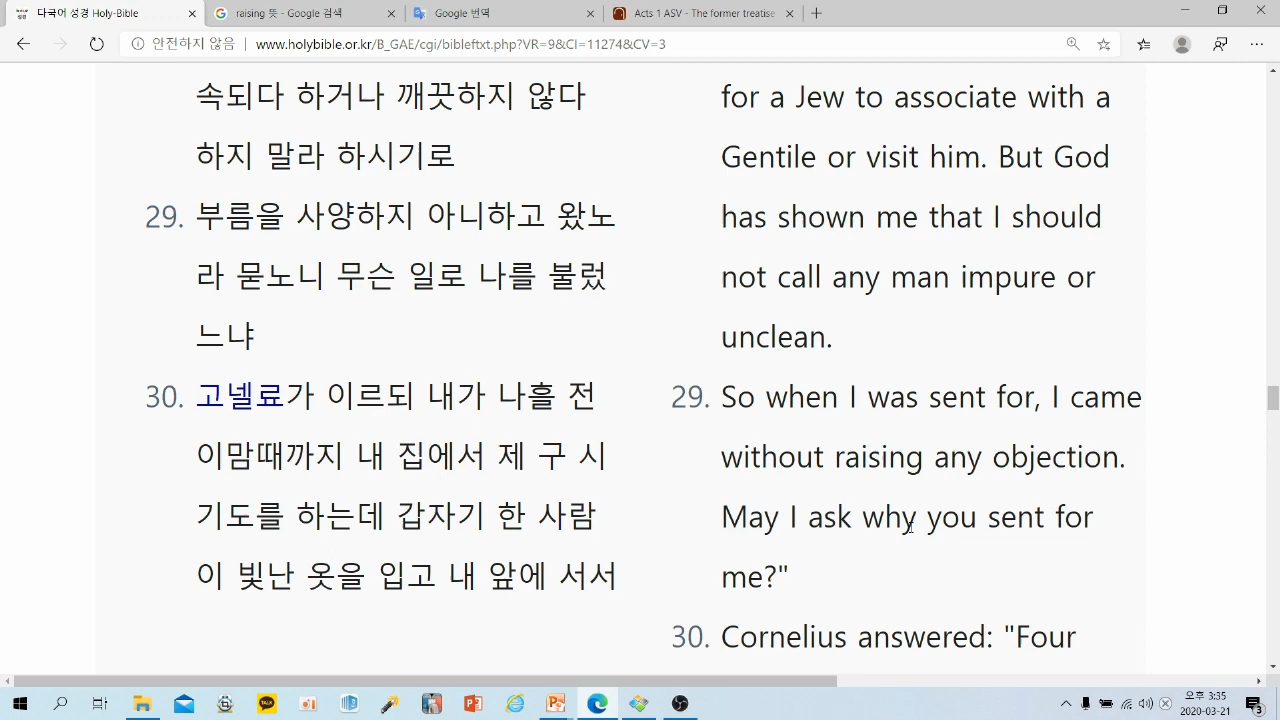 다국어 성경 Holy-Bible
raising 뜻 - Google 검색
Google 번역
Acts 1 ASV - The former treatise
안전하지 않음
www.holybible.or.kr/B_GAE/cgi/bibleftxt.php?VR=9&CI=11274&CV=3
속되다 하거나 깨끗하지 않다
하지 말라 하시기로
29. 부름을 사양하지 아니하고 왔노
라 묻노니 무슨 일로 나를 불렀
느냐
30. 고넬료가 이르되 내가 나흘 전
이맘때까지 내 집에서 제 구 시
기도를 하는데 갑자기 한 사람
이 빛난 옷을 입고 내 앞에 서서
for a Jew to associate with a
Gentile or visit him. But God
has shown me that I should
not call any man impure or
unclean.
29. So when I was sent for, I came
without raising any objection.
May I ask why you sent for
me?"
30. Cornelius answered: "Four
TALK
오후 3:35
2020-03-21
3